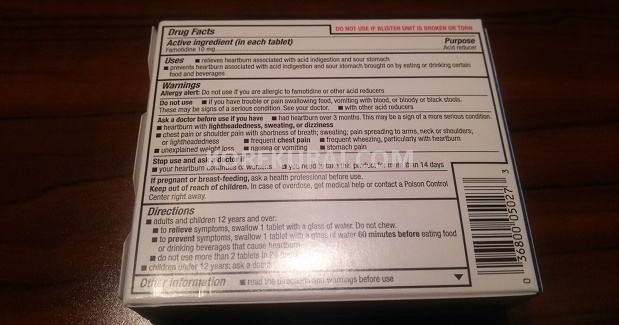 Drug Facts
DO NOT USE IF BLISTER UNIT IS BROKEN OR TORN
Active ingredient (in each tablet) Purpose
Famotidine 10 mg Acid reducer
Uses ■ relieves heartburn associated with acid indigestion and sour stomach
■ prevents heartburn associated with acid indigestion and sour stomach brought on by eating or drinking certain
food and beverages
Warnings
Allergy alert: Do not use if you are allergic to famotidine or other acid reducers
Do not use ■ if you have trouble or pain swallowing food, vomiting with blood, or bloody or black stools.
These may be signs of a serious condition. See your doctor. ■ with other acid reducers
Ask a doctor before use if you have ■ had heartburn over 3 months. This may be a sign of a more serious condition.
■ heartburn with lightheadedness, sweating, or dizziness
■ chest pain or shoulder pain with shortness of breath; sweating; pain spreading to arms, neck or shoulders;
or lightheadedness ■ frequent chest pain ■ frequent wheezing, particularly with heartburn
■ unexplained weight loss ■ nausea or vomiting ■ stomach pain
Stop use and ask a doctor if
■ your heartburn continues or worsens ■ you need to take this product for more than 14 days
If pregnant or breast-feeding, ask a health professional before use.
Keep out of reach of children. In case of overdose, get medical help or contact a Poison Control
Center right away.
Directions
■ adults and children 12 years and over:
■ to relieve symptoms, swallow 1 tablet with a glass of water. Do not chew.
■ to prevent symptoms, swallow 1 tablet with a glass of water 60 minutes before eating food
or drinking beverages that cause heartburn
■ do not use more than 2 tablets in 24
■ children under 12 years: ask a doctor
Other information ■ read the directions and warnings before use
0 36800 05027 3